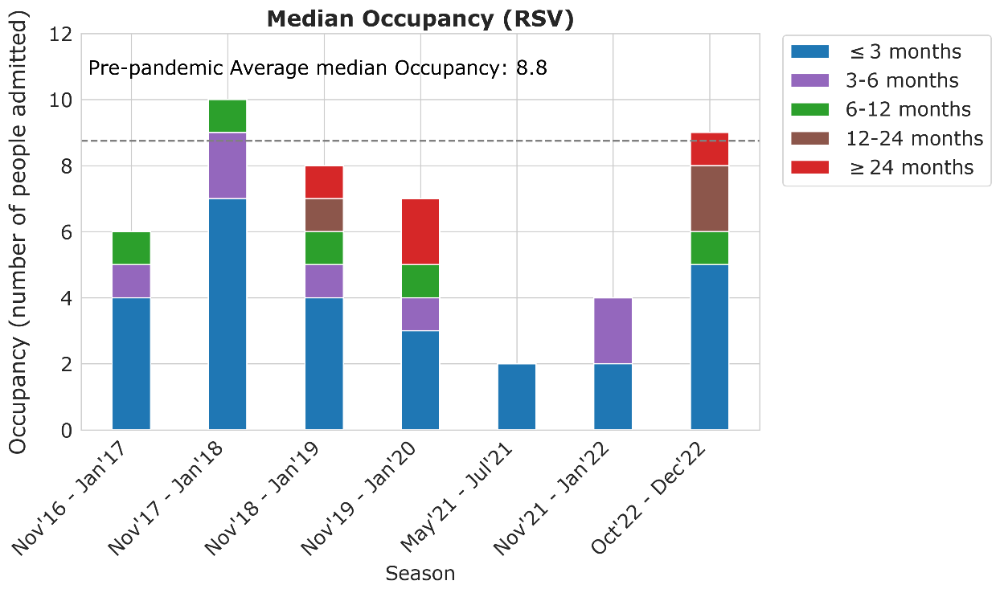 Median Occupancy (RSV)
Occupancy (number of people admitted)
12
10
8
6
4
2
0
Pre-pandemic Average median Occupancy: 8.8
Nov'16 - Jan'17
Nov'17 - Jan'18
Nov'18 - Jan'19
Nov'19 - Jan'20
May'21 - Jul'21
Nov'21 - Jan'22
Oct'22 - Dec'22
Season
≤ 3 months
3-6 months
6-12 months
12-24 months
≥ 24 months